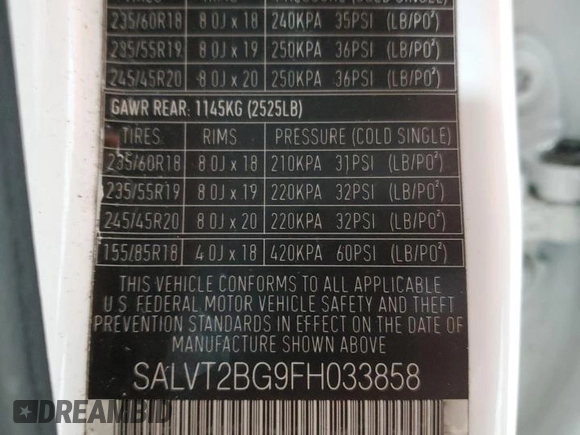 235/60R18 8.0J x 18 240KPA 35PSI (LB/PO²)
235/55R19 8.0J x 19 250KPA 36PSI (LB/PO²)
245/45R20 8.0J x 20 250KPA 36PSI (LB/PO²)
GAWR REAR: 1145KG (2525LB)
TIRES RIMS PRESSURE (COLD SINGLE)
235/60R18 8.0J x 18 210KPA 31PSI (LB/PO²)
235/55R19 8.0J x 19 220KPA 32PSI (LB/PO²)
245/45R20 8.0J x 20 220KPA 32PSI (LB/PO²)
155/85R18 4.0J x 18 420KPA 60PSI (LB/PO²)
THIS VEHICLE CONFORMS TO ALL APPLICABLE
U.S. FEDERAL MOTOR VEHICLE SAFETY AND THEFT
PREVENTION STANDARDS IN EFFECT ON THE DATE OF
MANUFACTURE SHOWN ABOVE
SALVT2BG9FH033858
DREAMBID